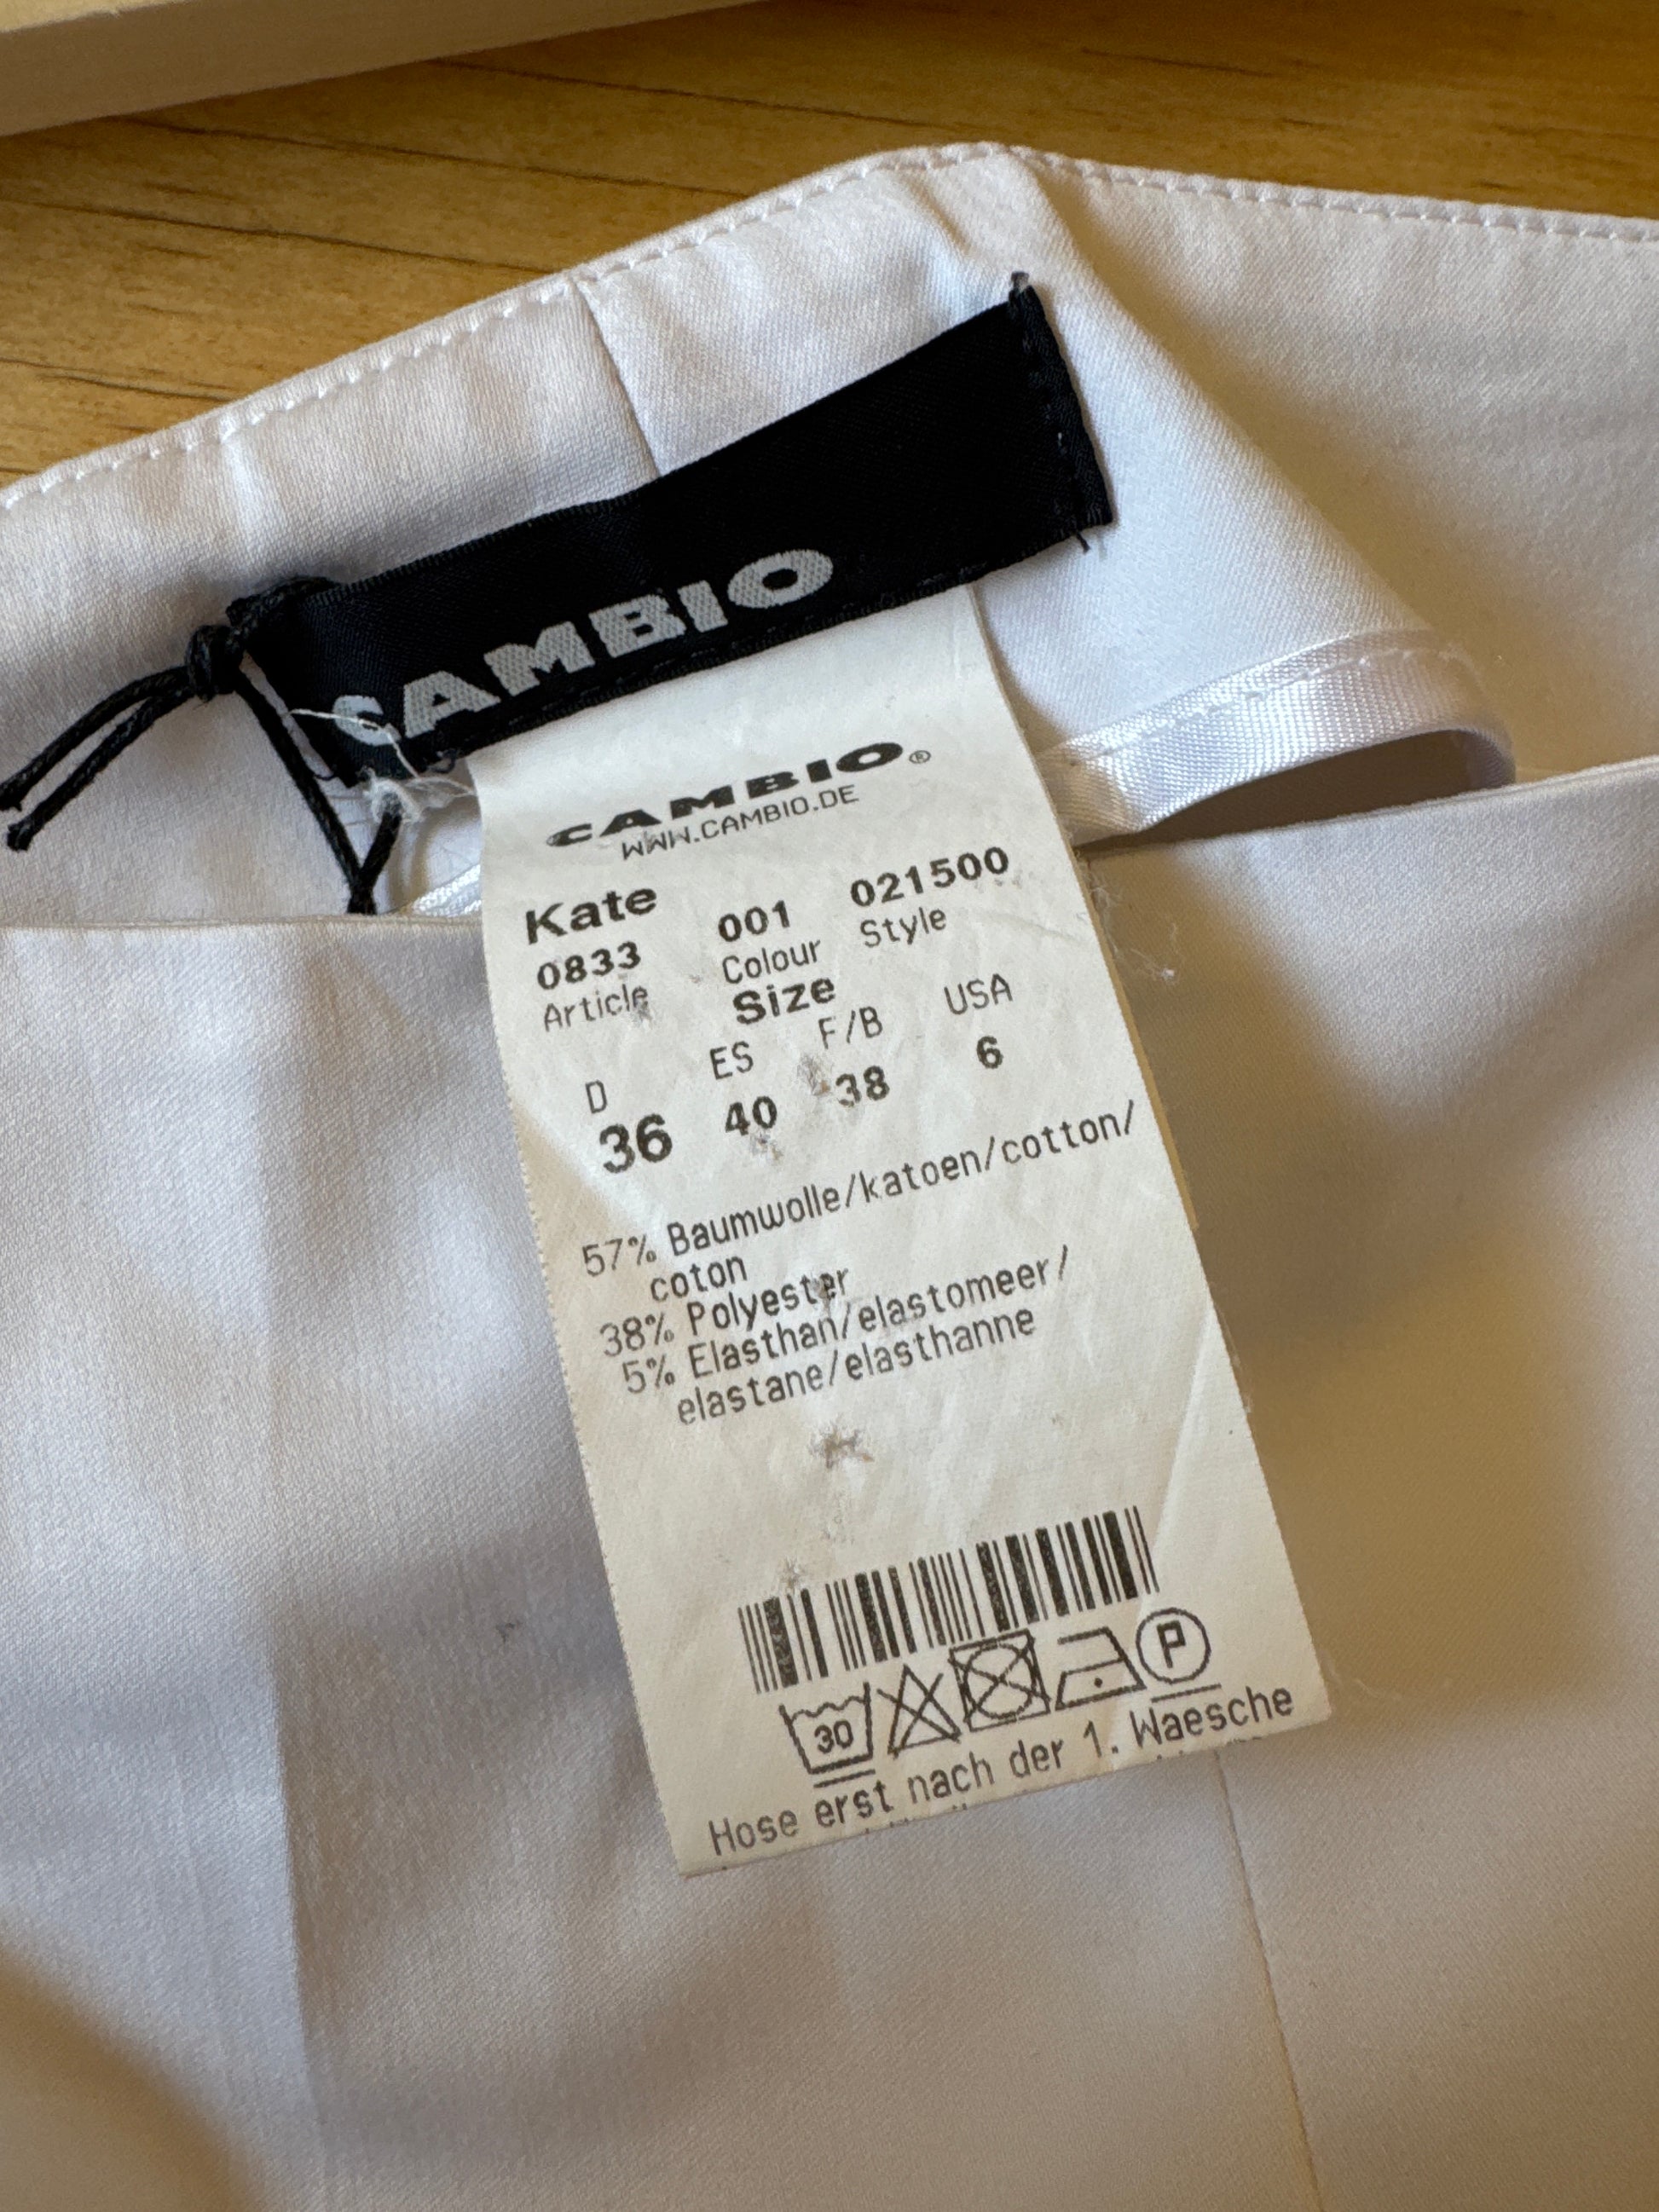 CAMBIO
CAMBIO®
WWW.CAMBIO.DE
Kate
0833 001 021500
Article Colour Style
Size
D ES F/B USA
36 40 38 6
57% Baumwolle/katoen/cotton/
coton
38% Polyester
5% Elasthan/elastomeer/
elastane/elasthanne
30
P
Hose erst nach der 1. Waesche